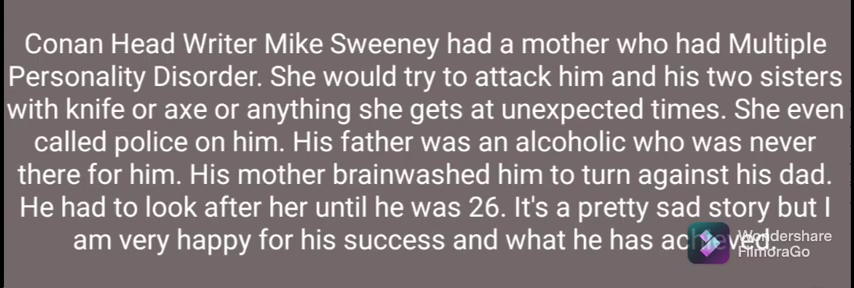 Conan Head Writer Mike Sweeney had a mother who had Multiple
Personality Disorder. She would try to attack him and his two sisters
with knife or axe or anything she gets at unexpected times. She even
called police on him. His father was an alcoholic who was never
there for him. His mother brainwashed him to turn against his dad.
He had to look after her until he was 26. It's a pretty sad story but I
am very happy for his success and what he has achieved.
Wondershare
FilmoraGo